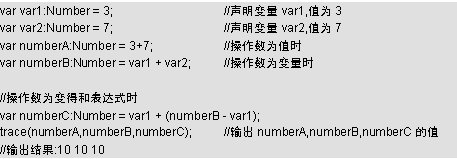 var var1:Number = 3; //声明变量 var1,值为 3
var var2:Number = 7; //声明变量 var2,值为 7
var numberA:Number = 3+7; //操作数为值时
var numberB:Number = var1 + var2; //操作数为变量时
//操作数为变得和表达式时
var numberC:Number = var1 + (numberB - var1);
trace(numberA,numberB,numberC); //输出 numberA,numberB,numberC 的值
//输出结果:10 10 10